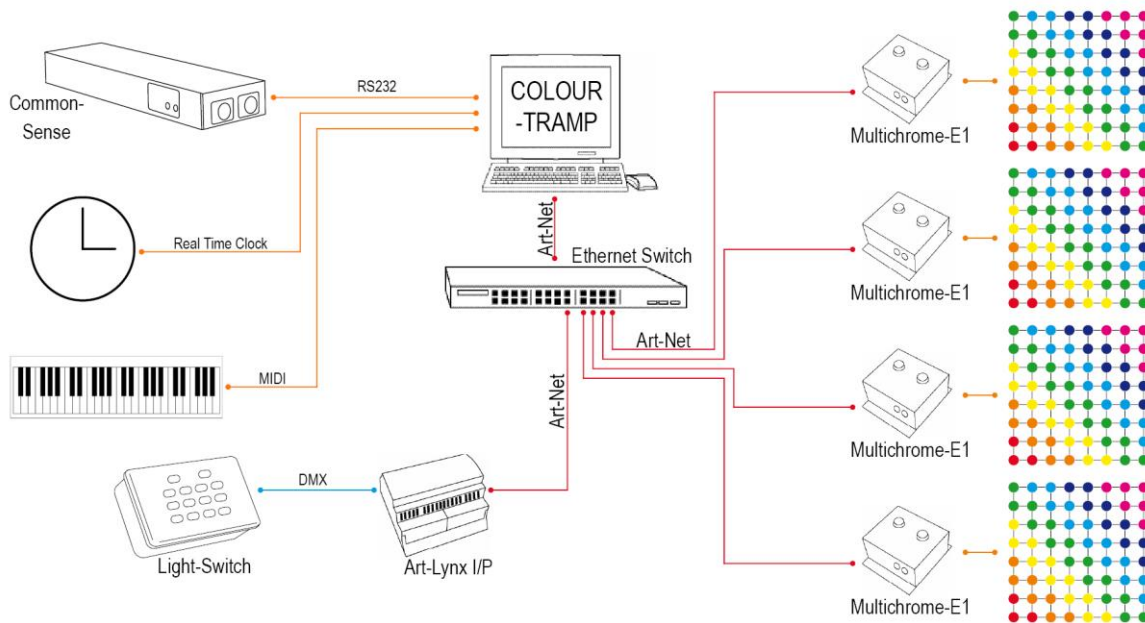 Common-
Sense
RS232
COLOUR
-TRAMP
Multichrome-E1
Real Time Clock
Art-Net
Ethernet Switch
Multichrome-E1
Art-Net
MIDI
Art-Net
Multichrome-E1
DMX
Light-Switch
Art-Lynx I/P
Multichrome-E1